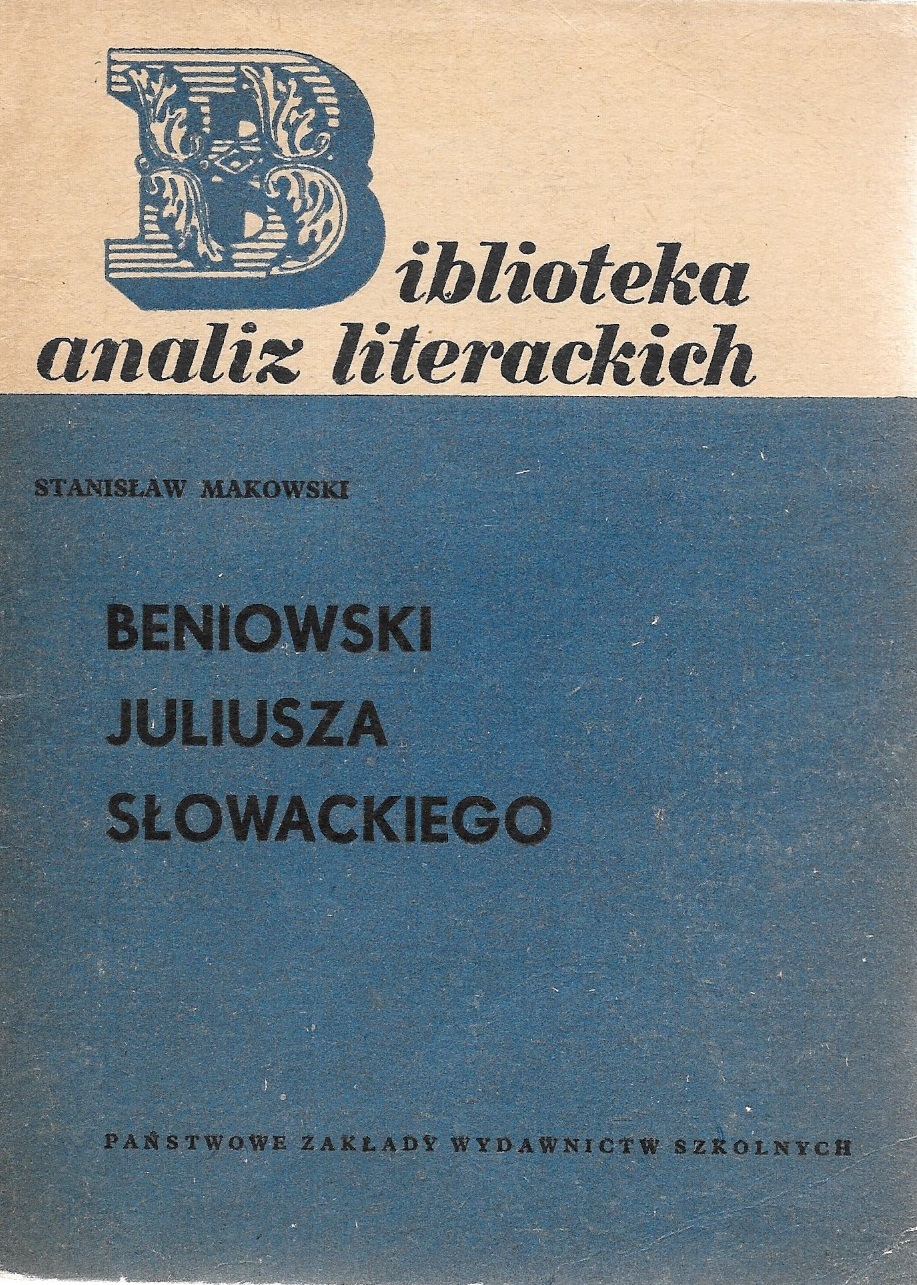 Biblioteka
analiz literackich
STANISŁAW MAKOWSKI
BENIOWSKI
JULIUSZA
SŁOWACKIEGO
PAŃSTWOWE ZAKŁADY WYDAWNICTW SZKOLNYCH